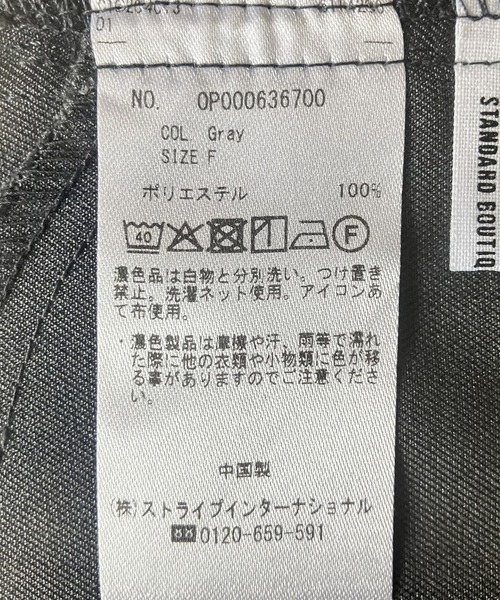 01
NO. OP000636700
COL Gray
SIZE F
ポリエステル 100%
40 F
濃色品は白物と分別洗い。つけ置き
禁止。洗濯ネット使用。アイロンあ
て布使用。
・濃色製品は摩擦や汗、雨等で濡れ
た際に他の衣類や小物類に色が移
る事がありますのでご注意くださ
い。
中国製
(株)ストライプインターナショナル
0120-659-591
STANDARD BOUTIQ